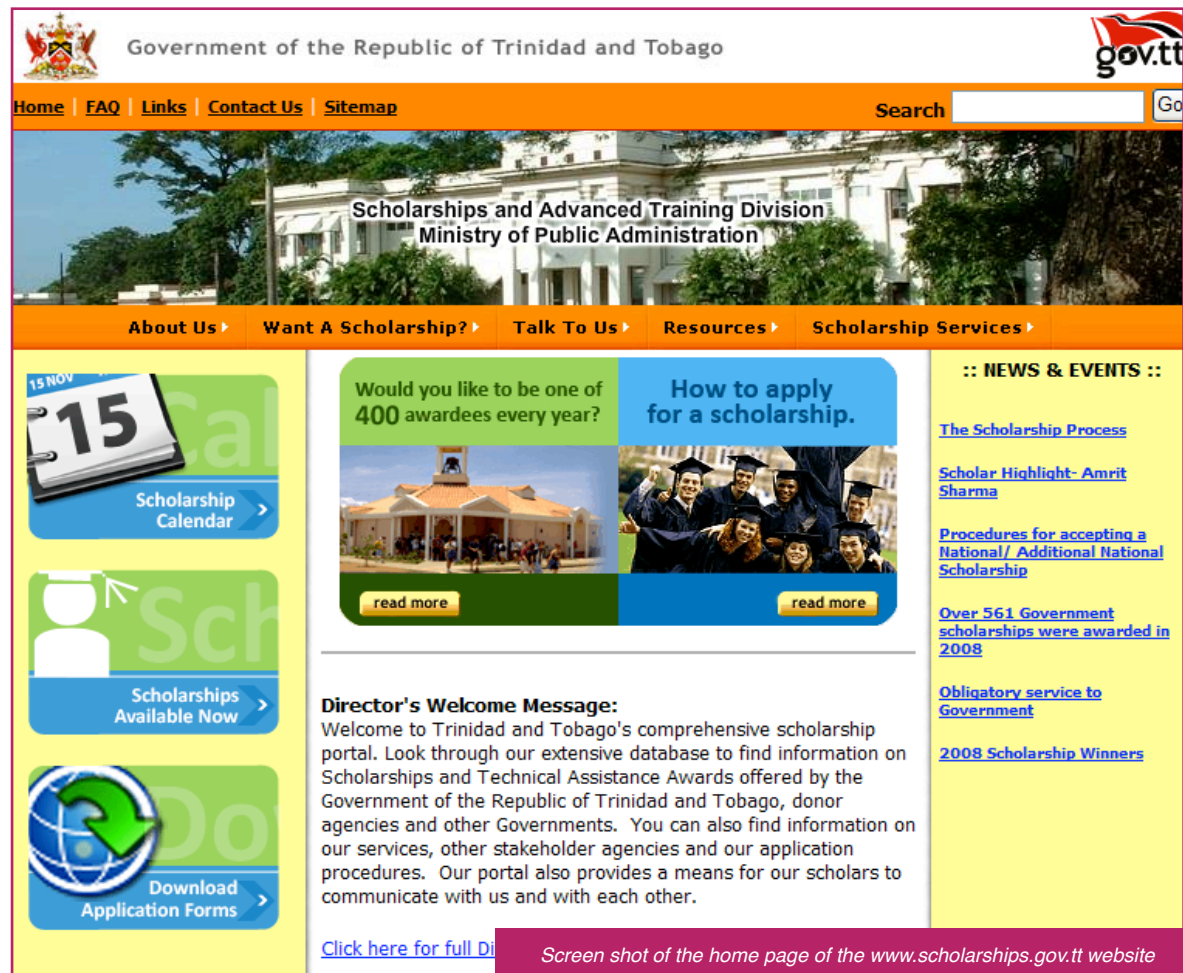 Government of the Republic of Trinidad and Tobago
gov.tt
Home | FAQ | Links | Contact Us | Sitemap
Search
Go
Scholarships and Advanced Training Division
Ministry of Public Administration
About Us
Want A Scholarship?
Talk To Us
Resources
Scholarship Services
15 NOV
15
Cal
Scholarship
Calendar
Sch
Scholarships
Available Now
Do
Download
Application Forms
Would you like to be one of
400 awardees every year?
read more
How to apply
for a scholarship.
read more
Director's Welcome Message:
Welcome to Trinidad and Tobago's comprehensive scholarship
portal. Look through our extensive database to find information on
Scholarships and Technical Assistance Awards offered by the
Government of the Republic of Trinidad and Tobago, donor
agencies and other Governments. You can also find information on
our services, other stakeholder agencies and our application
procedures. Our portal also provides a means for our scholars to
communicate with us and with each other.
Click here for full Di
:: NEWS & EVENTS ::
The Scholarship Process
Scholar Highlight- Amrit
Sharma
Procedures for accepting a
National/ Additional National
Scholarship
Over 561 Government
scholarships were awarded in
2008
Obligatory service to
Government
2008 Scholarship Winners
Screen shot of the home page of the www.scholarships.gov.tt website